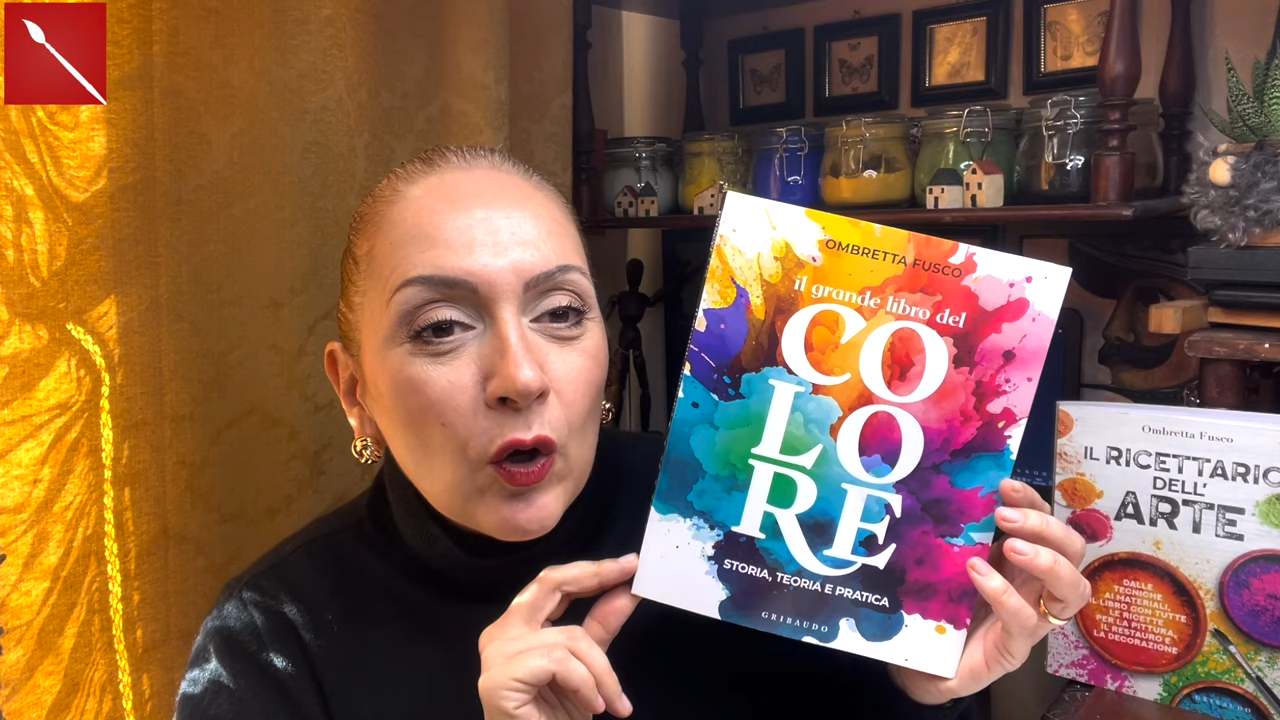 OMBRETTA FUSCO
il grande libro del
CO
LO
RE
STORIA, TEORIA E PRATICA
GRIBAUDO
Ombretta Fusco
IL RICETTARIO
DELL'
ARTE
DALLE
TECNICHE
AI MATERIALI,
IL LIBRO CON TUTTE
LE RICETTE
PER LA PITTURA,
IL RESTAURO E
LA DECORAZIONE
GRIBAUDO